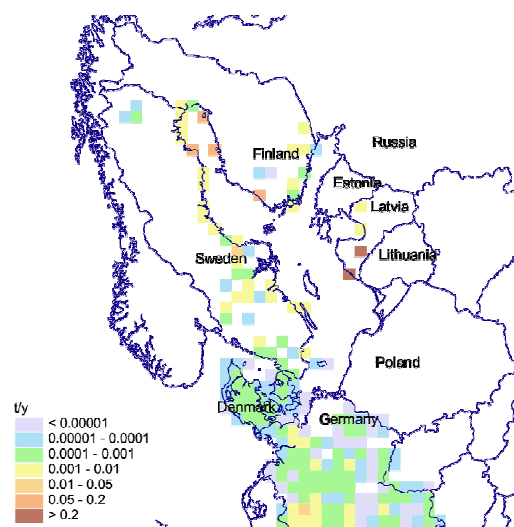 Russia
Finland
Estonia
Latvia
Sweden
Lithuania
Poland
Denmark
Germany
t/y
< 0.00001
0.00001 - 0.0001
0.0001 - 0.001
0.001 - 0.01
0.01 - 0.05
0.05 - 0.2
> 0.2